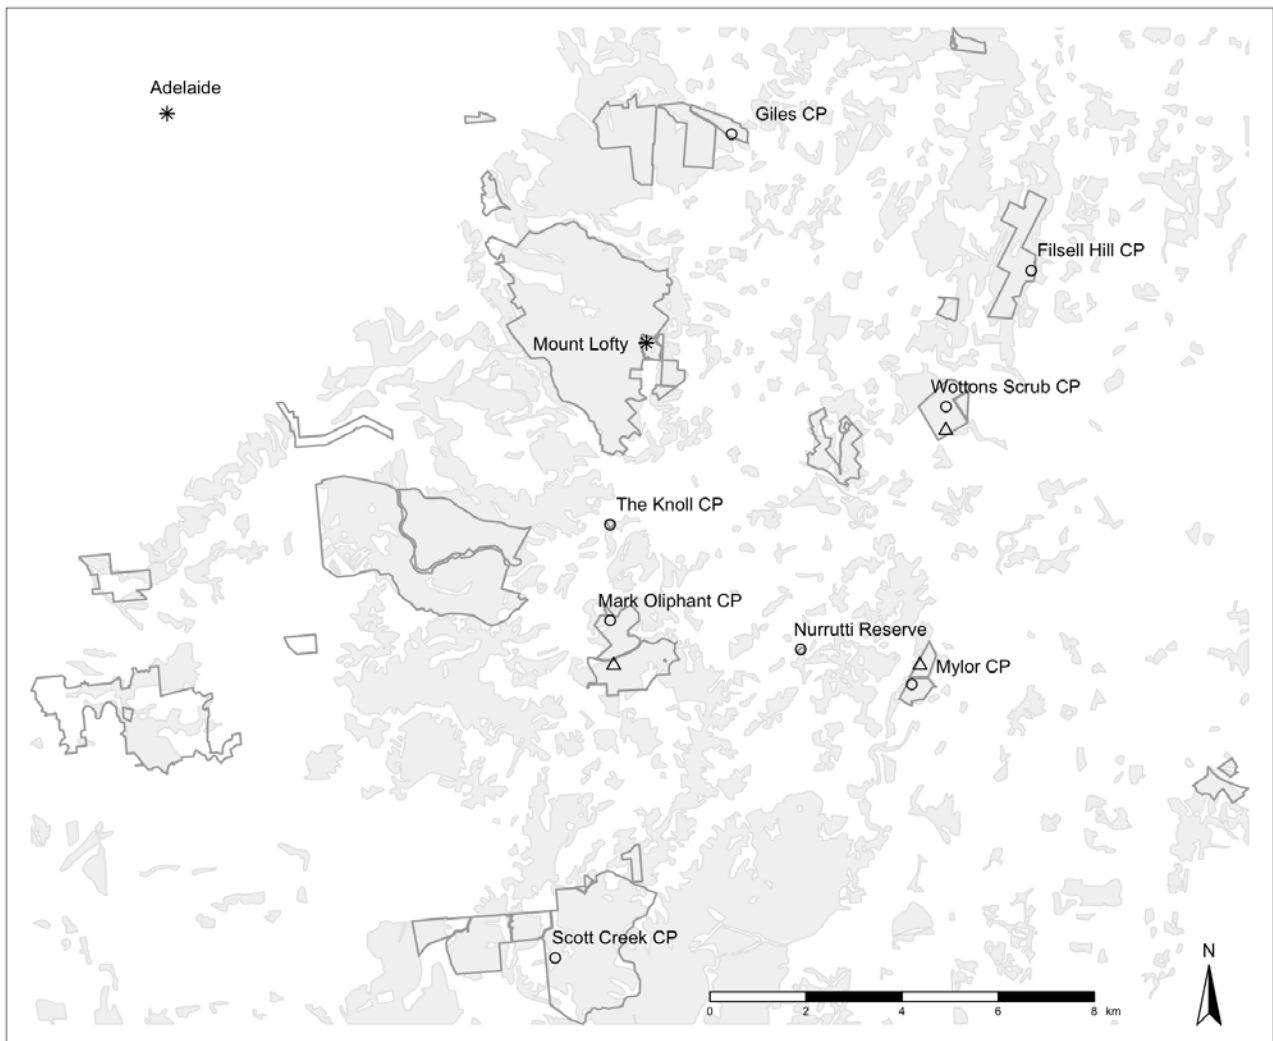 Adelaide
Giles CP
Filsell Hill CP
Mount Lofty
Wottons Scrub CP
The Knoll CP
Mark Oliphant CP
Nurrutti Reserve
Mylor CP
Scott Creek CP
N
0 2 4 6 8 km